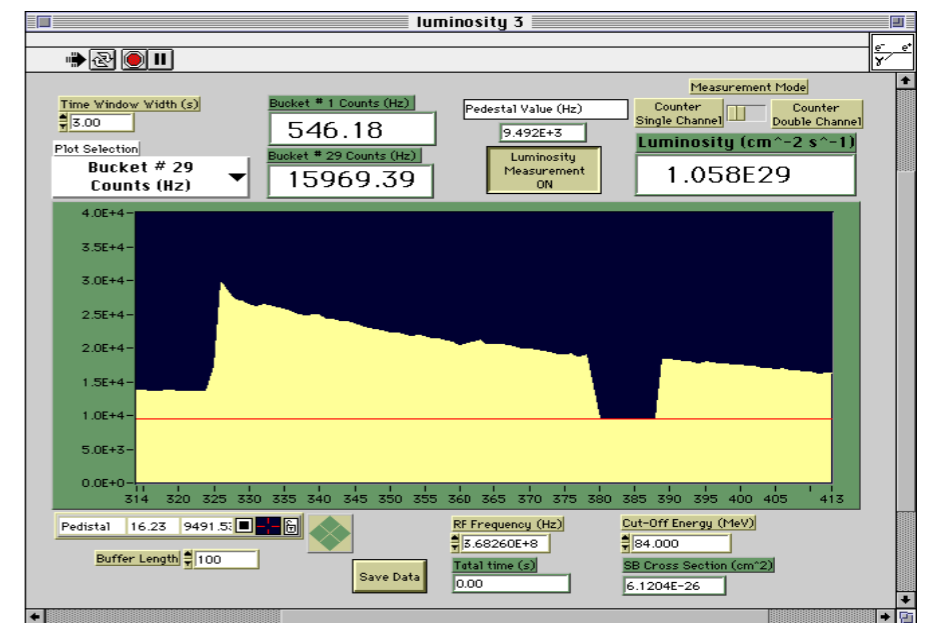 luminosity 3
e⁻ e⁺
γ
Time Window Width (s)
3.00
Plot Selection
Bucket # 29
Counts (Hz)
Bucket # 1 Counts (Hz)
546.18
Bucket # 29 Counts (Hz)
15969.39
Pedestal Value (Hz)
9.492E+3
Luminosity
Measurement
ON
Measurement Mode
Counter
Single Channel
Counter
Double Channel
Luminosity (cm^-2 s^-1)
1.058E29
4.0E+4
3.5E+4
3.0E+4
2.5E+4
2.0E+4
1.5E+4
1.0E+4
5.0E+3
0.0E+0
314 320 325 330 335 340 345 350 355 360 365 370 375 380 385 390 395 400 405 413
Pedistal 16.23 9491.5
Buffer Length 100
Save Data
RF Frequency (Hz)
3.68260E+8
Total time (s)
0.00
Cut-Off Energy (MeV)
84.000
SB Cross Section (cm^2)
6.1204E-26